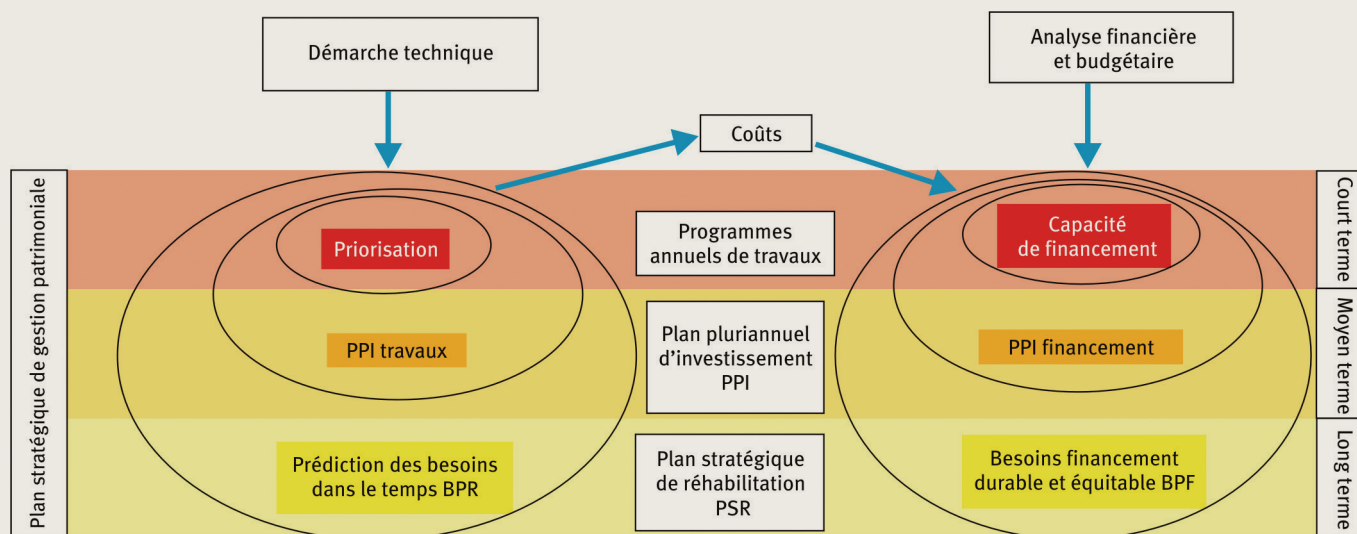 Démarche technique
Analyse financière
et budgétaire
Coûts
Plan stratégique de gestion patrimoniale
Priorisation
Programmes
annuels de travaux
Capacité
de financement
Court terme
PPI travaux
Plan pluriannuel
d’investissement
PPI
PPI financement
Moyen terme
Prédiction des besoins
dans le temps BPR
Plan stratégique
de réhabilitation
PSR
Besoins financement
durable et équitable BPF
Long terme